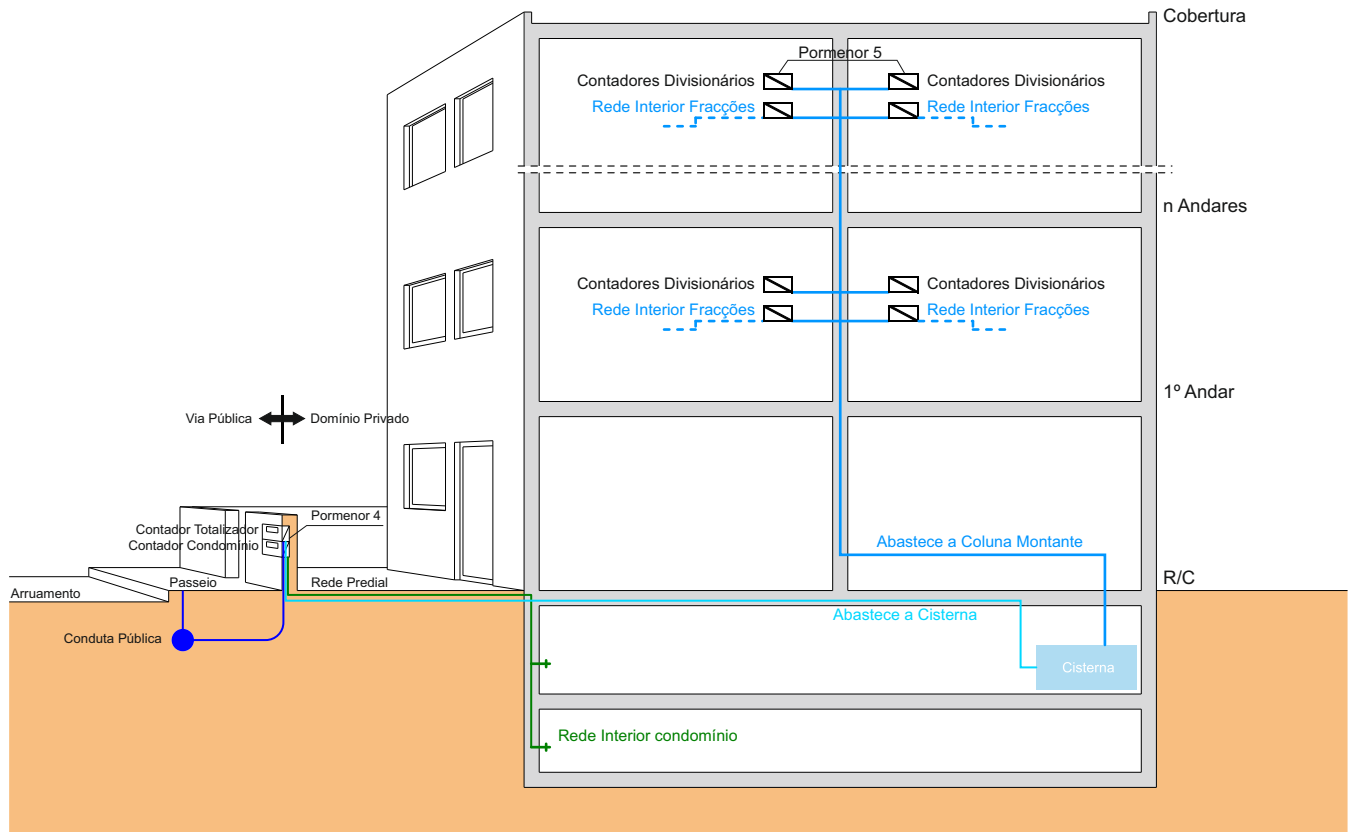 Cobertura
Pormenor 5
Contadores Divisionários
Contadores Divisionários
Rede Interior Fracções
Rede Interior Fracções
n Andares
Contadores Divisionários
Contadores Divisionários
Rede Interior Fracções
Rede Interior Fracções
1º Andar
Via Pública
Domínio Privado
Pormenor 4
Contador Totalizador
Contador Condomínio
Abastece a Coluna Montante
R/C
Passeio
Rede Predial
Arruamento
Abastece a Cisterna
Conduta Pública
Cisterna
Rede Interior condomínio